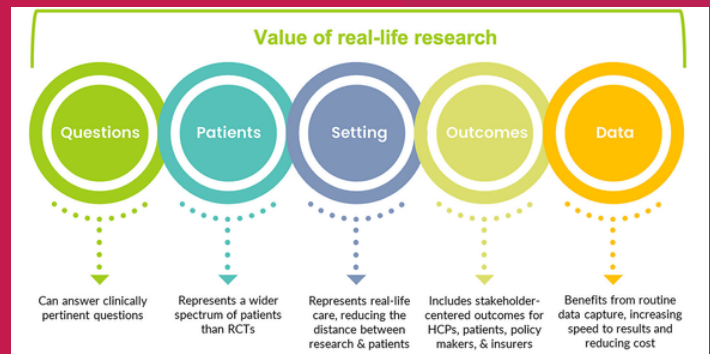 Value of real-life research
Questions
Patients
Setting
Outcomes
Data
Can answer clinically
pertinent questions
Represents a wider
spectrum of patients
than RCTs
Represents real-life
care, reducing the
distance between
research & patients
Includes stakeholder-
centered outcomes for
HCPs, patients, policy
makers, & insurers
Benefits from routine
data capture, increasing
speed to results and
reducing cost